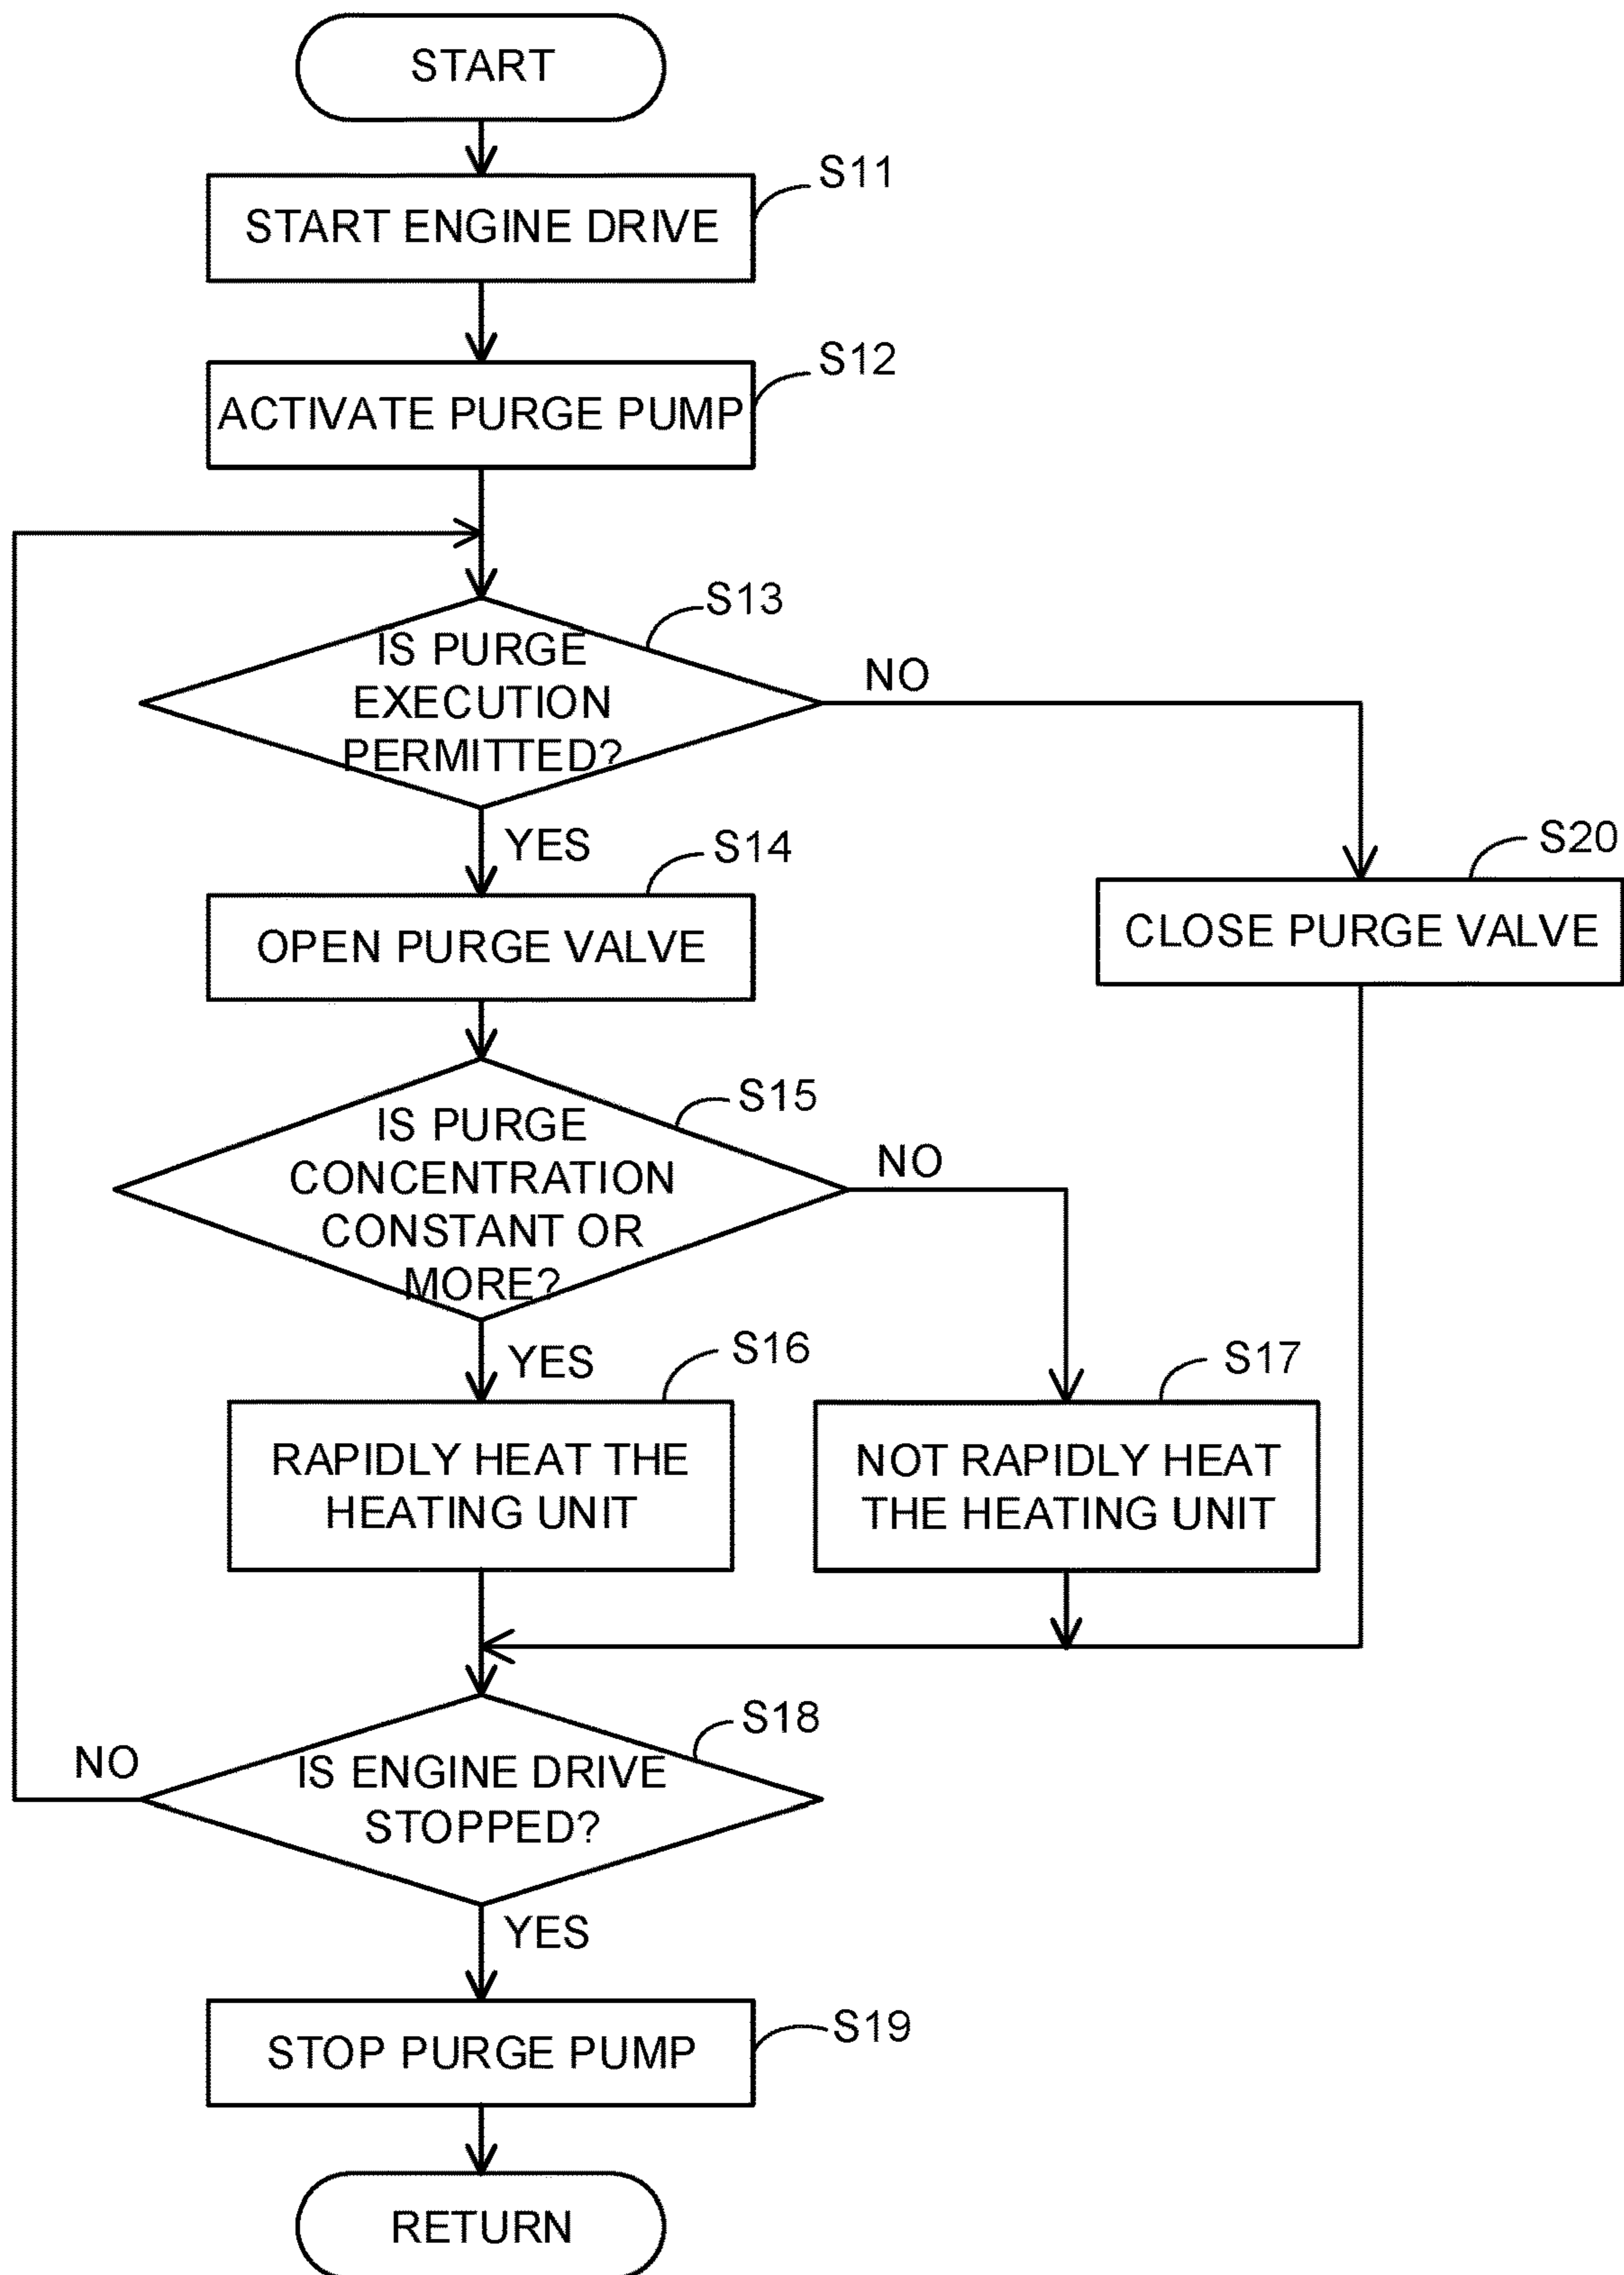 START
S11
START ENGINE DRIVE
S12
ACTIVATE PURGE PUMP
S13
IS PURGE
EXECUTION
PERMITTED?
NO
YES
S14
OPEN PURGE VALVE
S20
CLOSE PURGE VALVE
S15
IS PURGE
CONCENTRATION
CONSTANT OR
MORE?
NO
YES
S16
RAPIDLY HEAT THE
HEATING UNIT
S17
NOT RAPIDLY HEAT
THE HEATING UNIT
S18
IS ENGINE DRIVE
STOPPED?
NO
YES
S19
STOP PURGE PUMP
RETURN